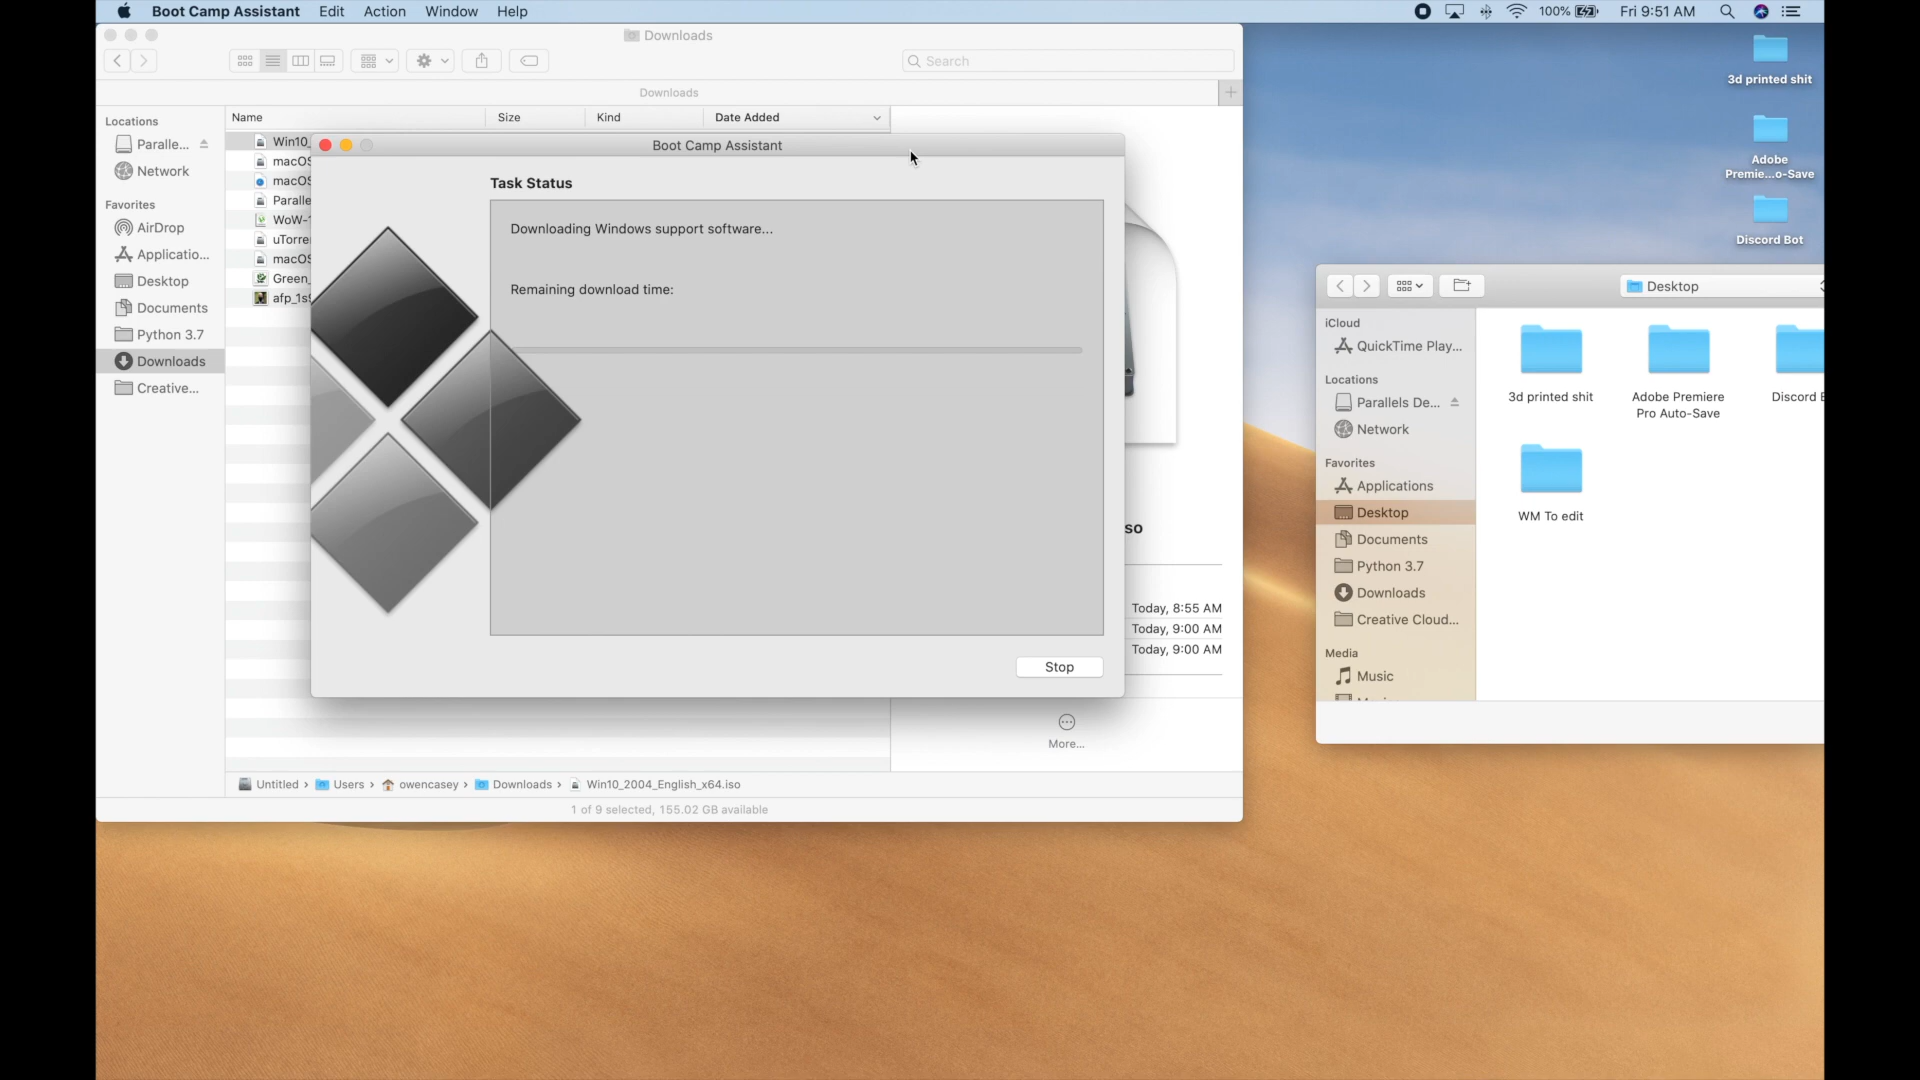 Boot Camp Assistant Edit Action Window Help
100% Fri 9:51 AM
Downloads
Search
Downloads
Locations
Paralle...
Network
Favorites
AirDrop
Applicatio...
Desktop
Documents
Python 3.7
Downloads
Creative...
Name Size Kind Date Added
Win10_
macOS
macOS
Paralle
WoW-
uTorre
macOS
Green_
afp_1s
Boot Camp Assistant
Task Status
Downloading Windows support software...
Remaining download time:
Stop
so
Today, 8:55 AM
Today, 9:00 AM
Today, 9:00 AM
More...
Untitled › Users › owencasey › Downloads › Win10_2004_English_x64.iso
1 of 9 selected, 155.02 GB available
3d printed shit
Adobe
Premie...o-Save
Discord Bot
Desktop
iCloud
QuickTime Play...
Locations
Parallels De...
Network
Favorites
Applications
Desktop
Documents
Python 3.7
Downloads
Creative Cloud...
Media
Music
3d printed shit
Adobe Premiere
Pro Auto-Save
Discord
WM To edit